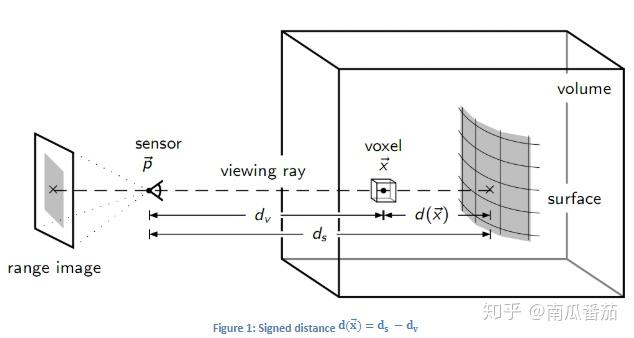 volume
sensor
p⃗
voxel
x⃗
viewing ray
surface
d_v
d(x⃗)
d_s
range image
知乎 @南瓜番茄
Figure 1: Signed distance d(x⃗) = d_s − d_v